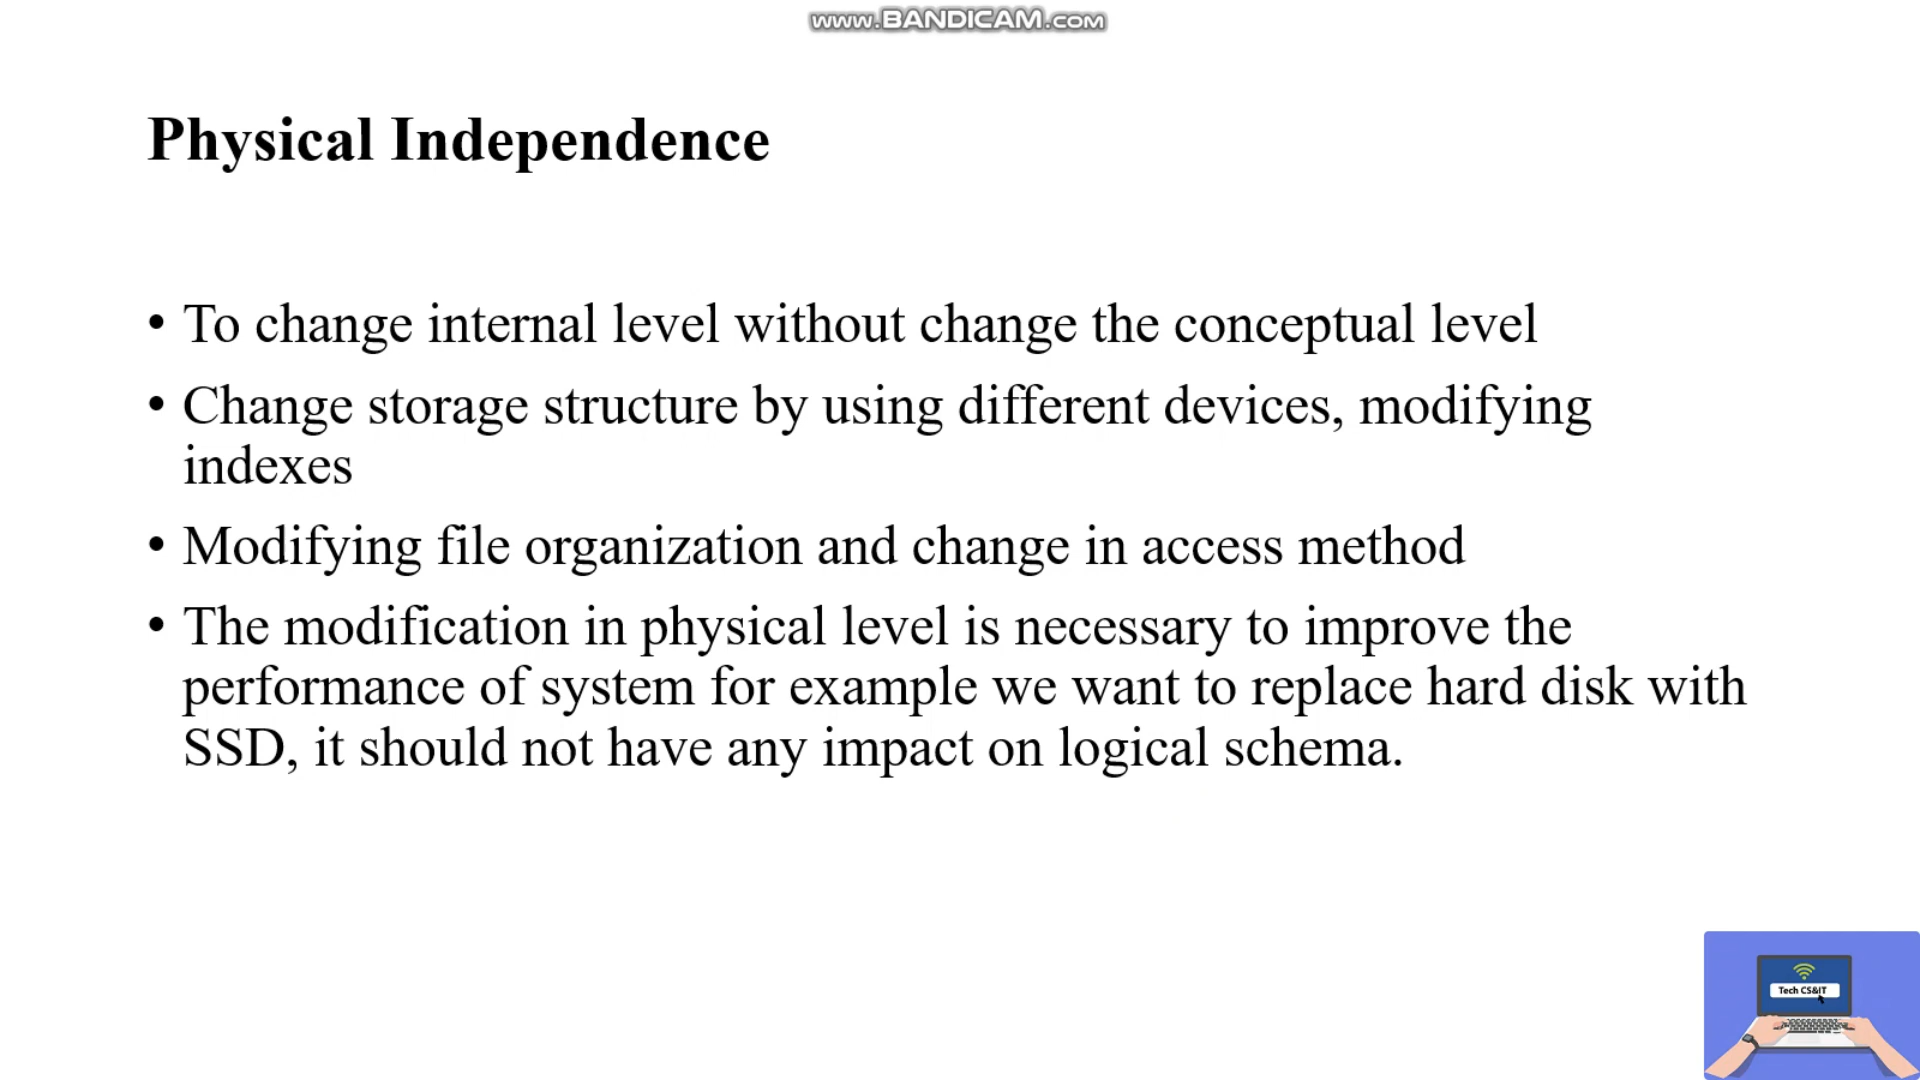 www.BANDICAM.com
Physical Independence
• To change internal level without change the conceptual level
• Change storage structure by using different devices, modifying
indexes
• Modifying file organization and change in access method
• The modification in physical level is necessary to improve the
performance of system for example we want to replace hard disk with
SSD, it should not have any impact on logical schema.
Tech CS&IT